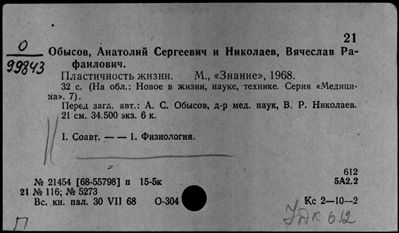 21
О
99843
Обысов, Анатолий Сергеевич и Николаев, Вячеслав Ра-
фаилович.
Пластичность жизни. М., «Знание», 1968.
32 с. (На обл.: Новое в жизни, науке, технике. Серия «Медици-
на». 7).
Перед загл. авт.: А. С. Обысов, д-р мед. наук, В. Р. Николаев.
21 см. 34.500 экз. 6 к.
I. Соавт. — — 1. Физиология.
612
№ 21454 [68-55798] п 15-5к 5А2.2
21 № 116; № 5273
Вс. кн. пал. 30 VII 68 О-304 Кс 2—10—2
П УДК 612